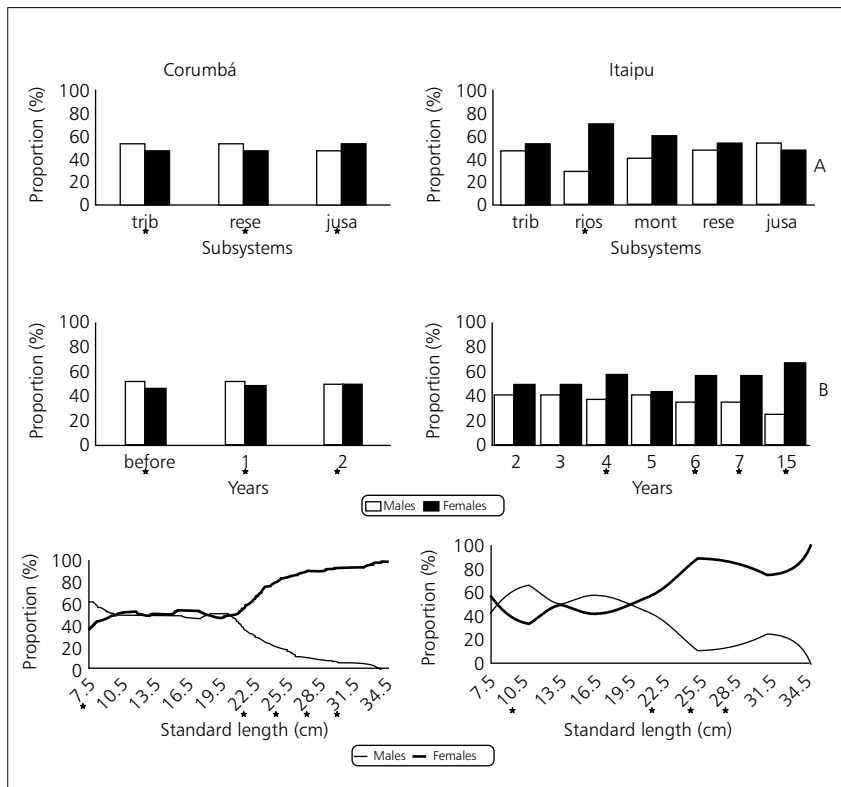 Corumbá
Itaipu
Proportion (%)
100
80
60
40
20
0
trib rese jusa
Subsystems
Proportion (%)
100
80
60
40
20
0
trib rios mont rese jusa
Subsystems
A
Proportion (%)
100
80
60
40
20
0
before 1 2
Years
Proportion (%)
100
80
60
40
20
0
2 3 4 5 6 7 15
Years
B
Males Females
Proportion (%)
100
80
60
40
20
0
7.5 10.5 13.5 16.5 19.5 22.5 25.5 28.5 31.5 34.5
Standard length (cm)
Proportion (%)
100
80
60
40
20
0
7.5 10.5 13.5 16.5 19.5 22.5 25.5 28.5 31.5 34.5
Standard length (cm)
Males Females